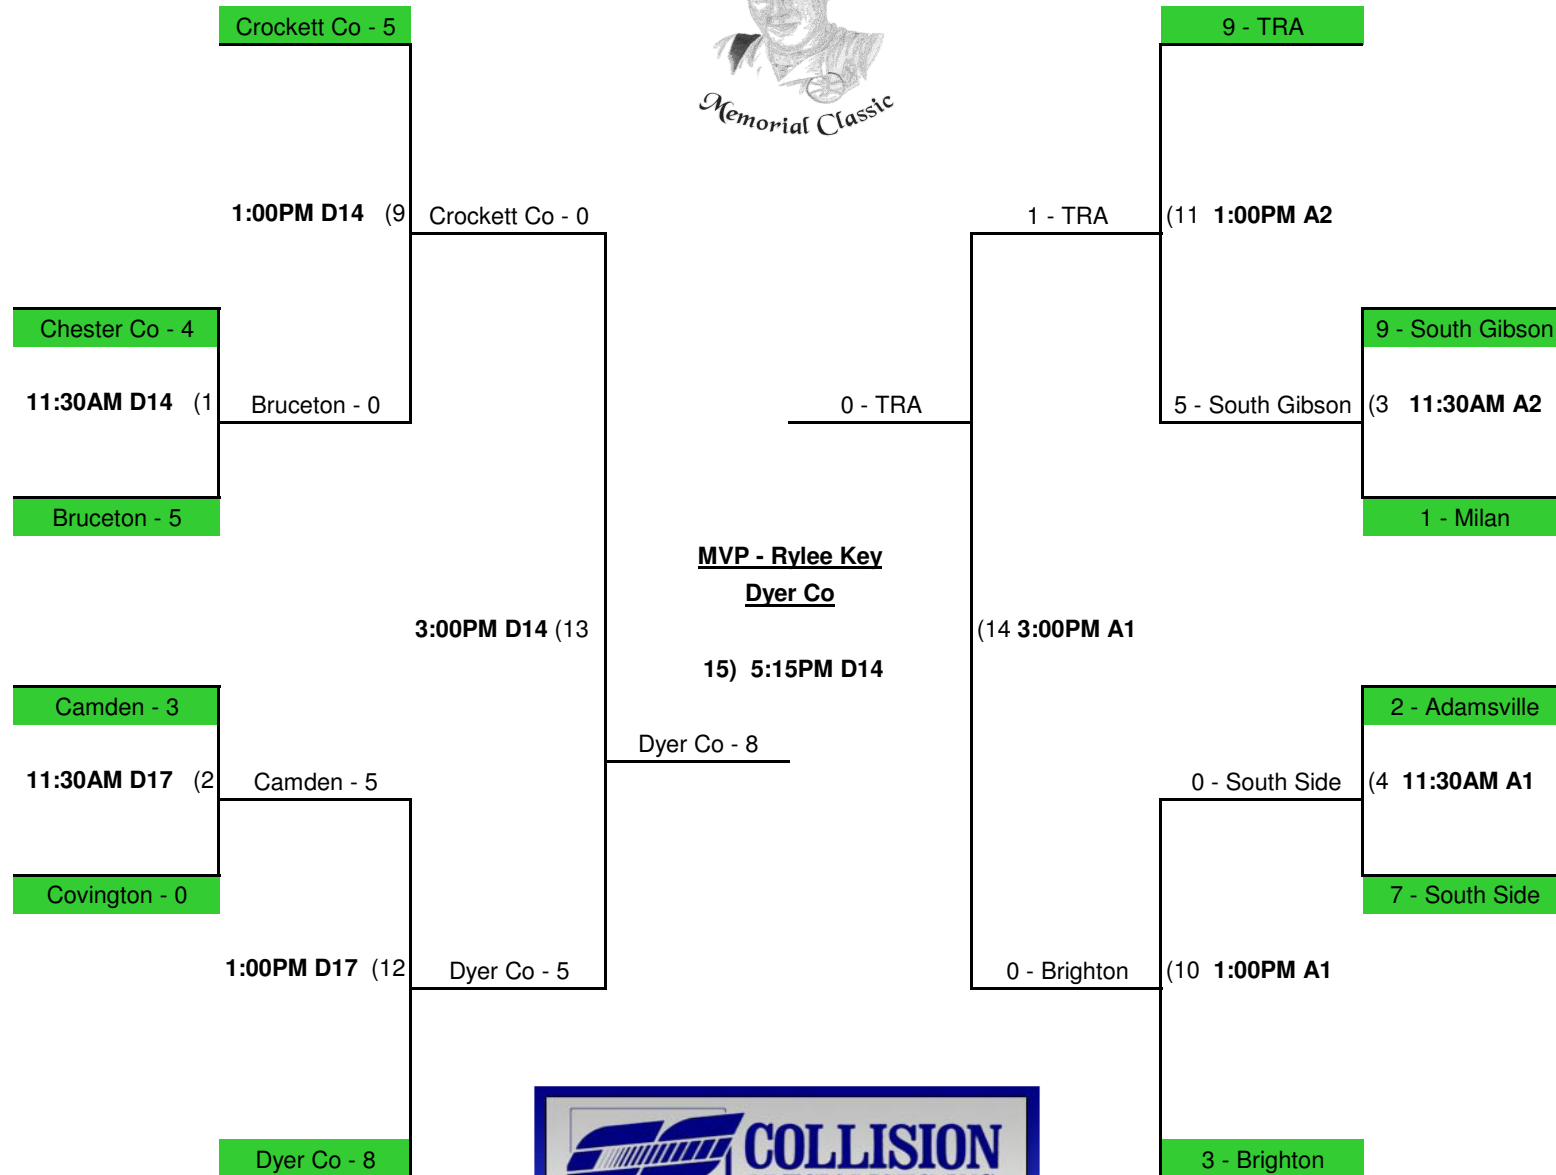 Crockett Co - 5
9 - TRA
Memorial Classic
1:00PM D14 (9
Crockett Co - 0
1 - TRA
(11 1:00PM A2
Chester Co - 4
9 - South Gibson
11:30AM D14 (1
Bruceton - 0
0 - TRA
5 - South Gibson
(3 11:30AM A2
Bruceton - 5
1 - Milan
MVP - Rylee Key
Dyer Co
3:00PM D14 (13
(14 3:00PM A1
15) 5:15PM D14
Camden - 3
2 - Adamsville
Dyer Co - 8
11:30AM D17 (2
Camden - 5
0 - South Side
(4 11:30AM A1
Covington - 0
7 - South Side
1:00PM D17 (12
Dyer Co - 5
0 - Brighton
(10 1:00PM A1
COLLISION
Dyer Co - 8
3 - Brighton